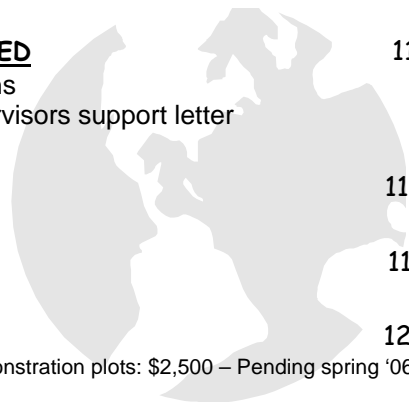 ED 11
ns
visors support letter
11
11
12
onstration plots: $2,500 – Pending spring ‘06